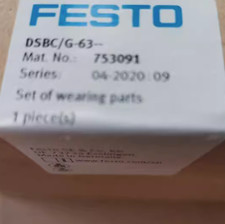 FESTO
DSBC/G-63--
Mat. No.: 753091
Series: 04-2020 09
Set of wearing parts
1 piece(s)